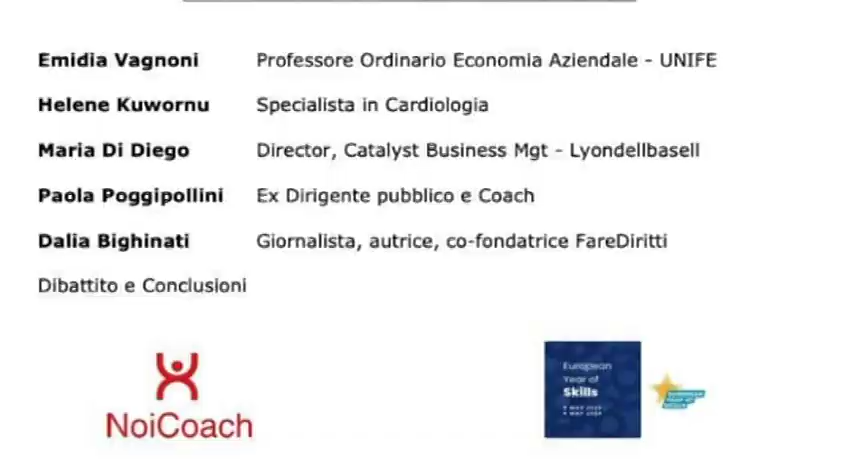 Emidia Vagnoni Professore Ordinario Economia Aziendale - UNIFE
Helene Kuwornu Specialista in Cardiologia
Maria Di Diego Director, Catalyst Business Mgt - Lyondellbasell
Paola Poggipollini Ex Dirigente pubblico e Coach
Dalia Bighinati Giornalista, autrice, co-fondatrice FareDiritti
Dibattito e Conclusioni
NoiCoach
European
Year of
Skills